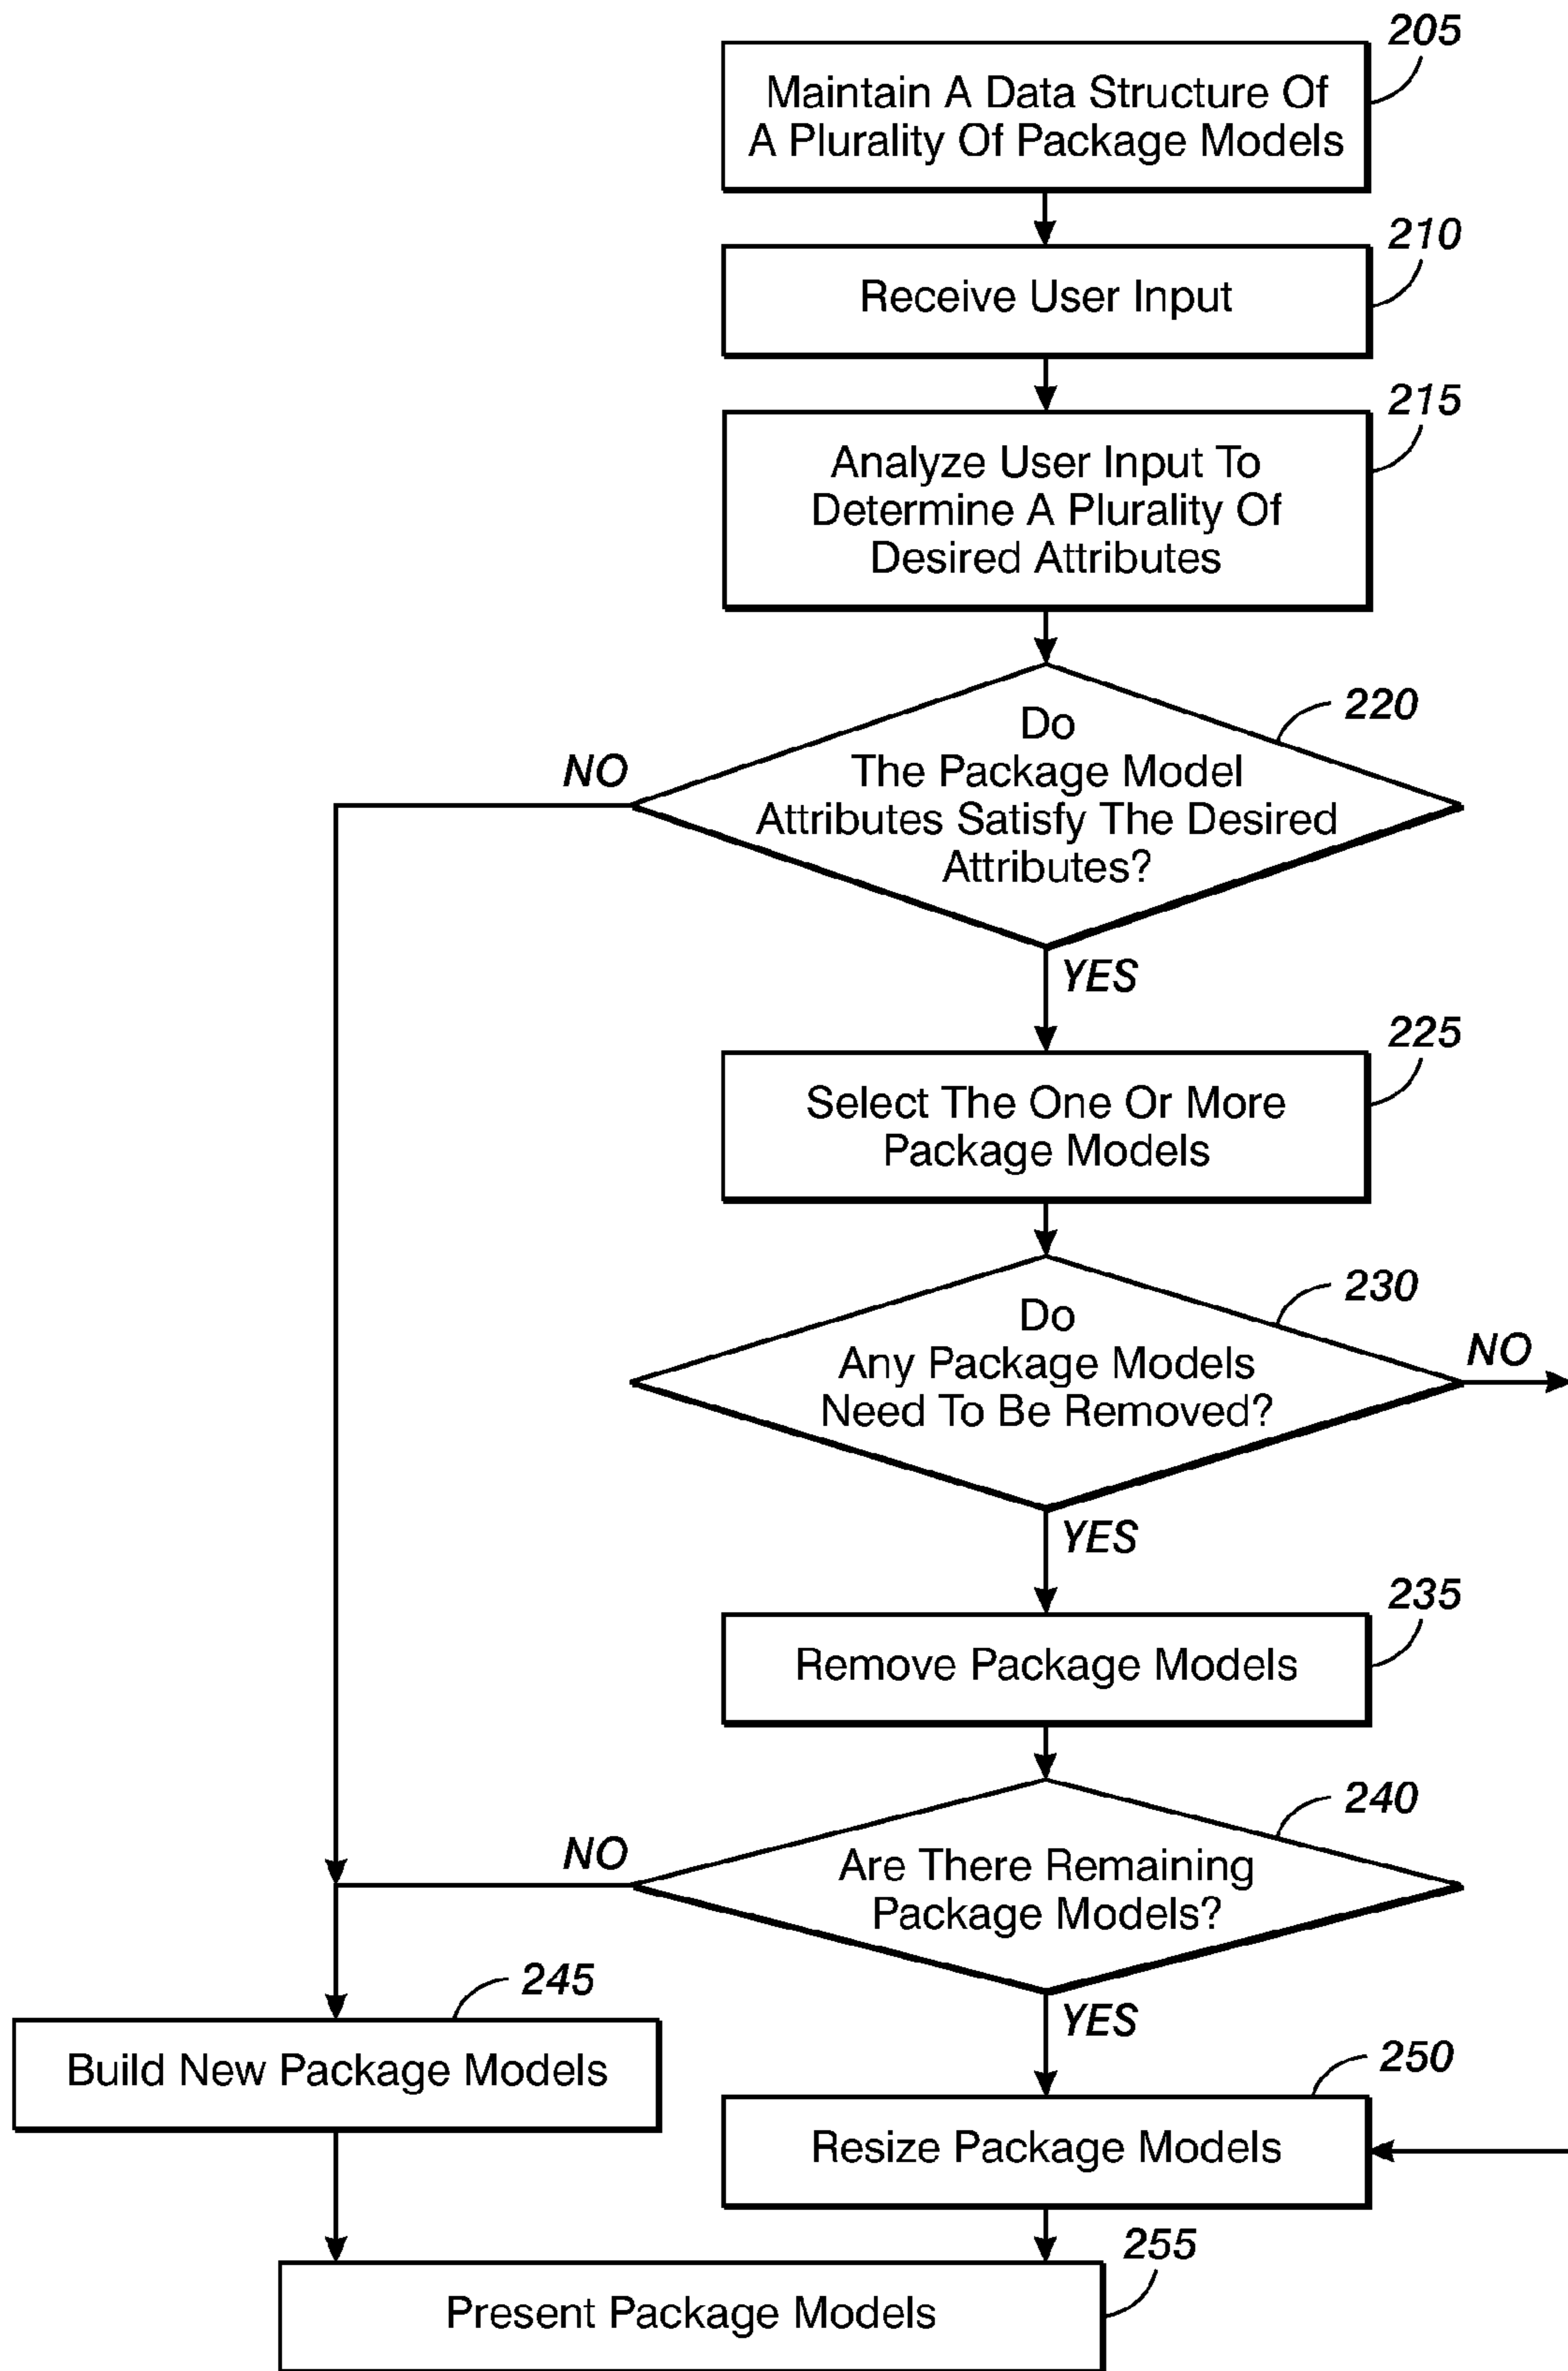 205
Maintain A Data Structure Of
A Plurality Of Package Models
210
Receive User Input
215
Analyze User Input To
Determine A Plurality Of
Desired Attributes
220
Do
The Package Model
Attributes Satisfy The Desired
Attributes?
NO
YES
225
Select The One Or More
Package Models
230
Do
Any Package Models
Need To Be Removed?
NO
YES
235
Remove Package Models
240
Are There Remaining
Package Models?
NO
YES
245
Build New Package Models
250
Resize Package Models
255
Present Package Models